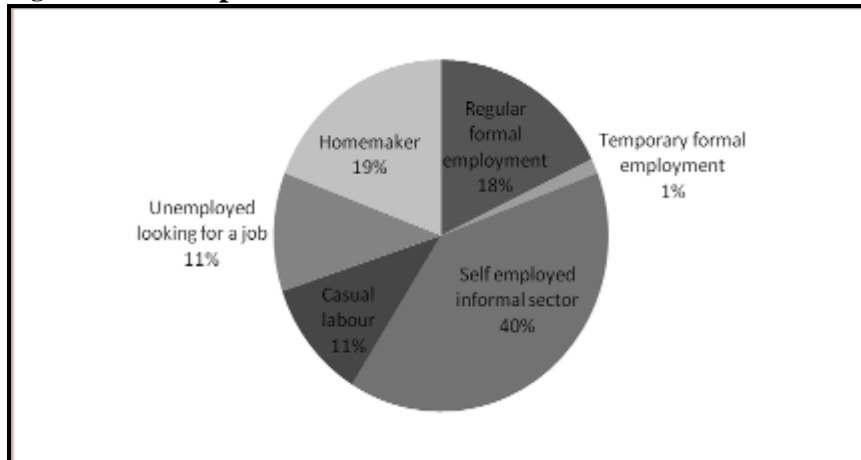 Regular
formal
employment
18%
Temporary formal
employment
1%
Self employed
informal sector
40%
Casual
labour
11%
Unemployed
looking for a job
11%
Homemaker
19%